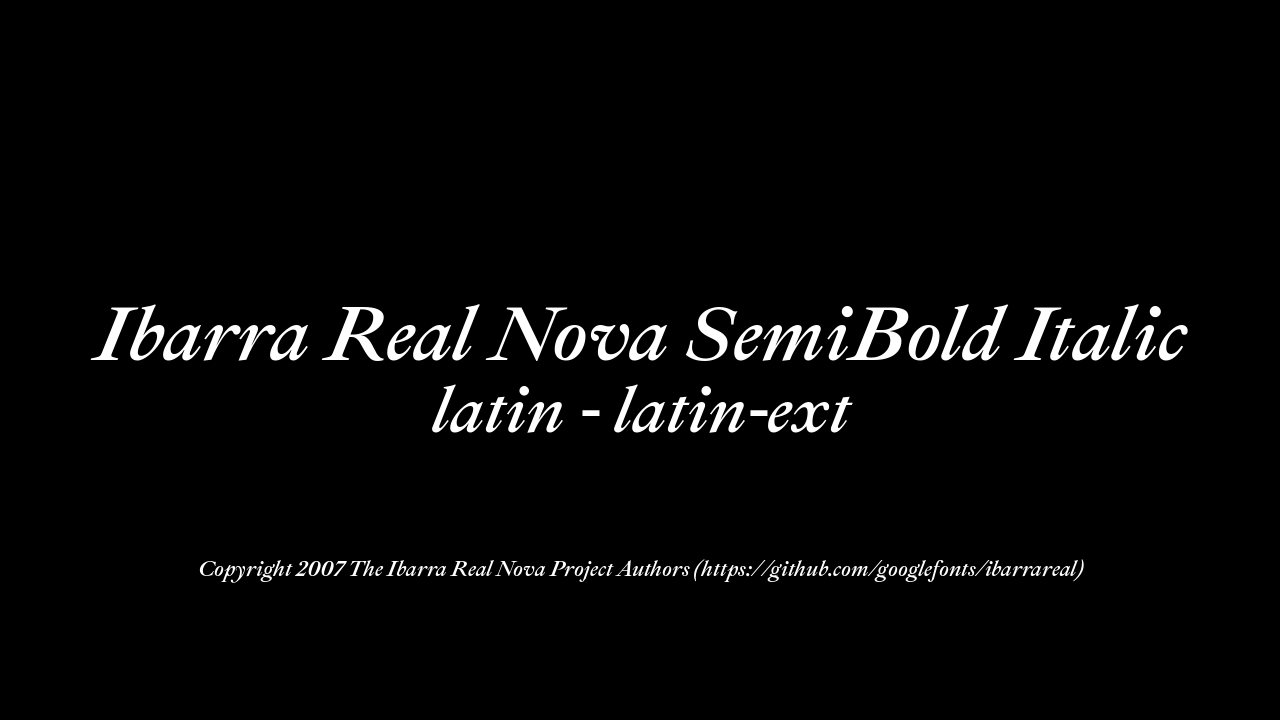 Ibarra Real Nova SemiBold Italic
latin - latin-ext
Copyright 2007 The Ibarra Real Nova Project Authors (https://github.com/googlefonts/ibarrareal)